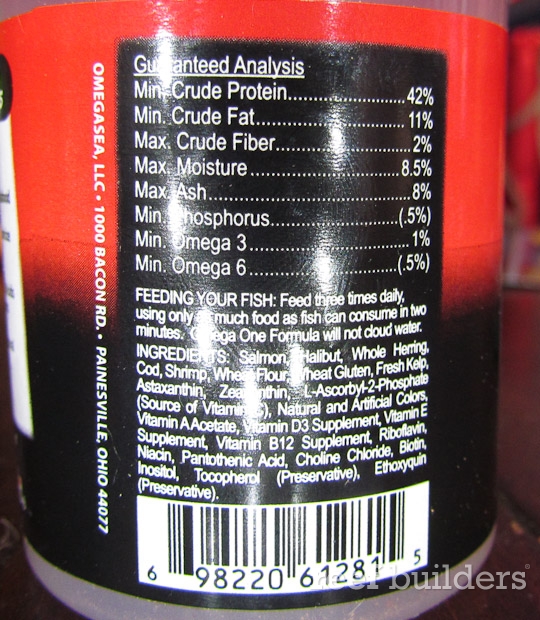 Guaranteed Analysis
Min. Crude Protein..................42%
Min. Crude Fat..................11%
Max. Crude Fiber..................2%
Max. Moisture..................8.5%
Max. Ash..................8%
Min. Phosphorus..................(.5%)
Min. Omega 3..................1%
Min. Omega 6..................(.5%)
FEEDING YOUR FISH: Feed three times daily,
using only as much food as fish can consume in two
minutes. Omega One Formula will not cloud water.
INGREDIENTS: Salmon, Halibut, Whole Herring,
Cod, Shrimp, Wheat Flour, Wheat Gluten, Fresh Kelp,
Astaxanthin, Zeaxanthin, L-Ascorbyl-2-Phosphate
(Source of Vitamin C), Natural and Artificial Colors,
Vitamin A Acetate, Vitamin D3 Supplement, Vitamin E
Supplement, Vitamin B12 Supplement, Riboflavin,
Niacin, Pantothenic Acid, Choline Chloride, Biotin,
Inositol, Tocopherol (Preservative), Ethoxyquin
(Preservative).
6 98220 61281 5
OMEGASEA, LLC • 1000 BACON RD. • PAINESVILLE, OHIO 44077
reef builders